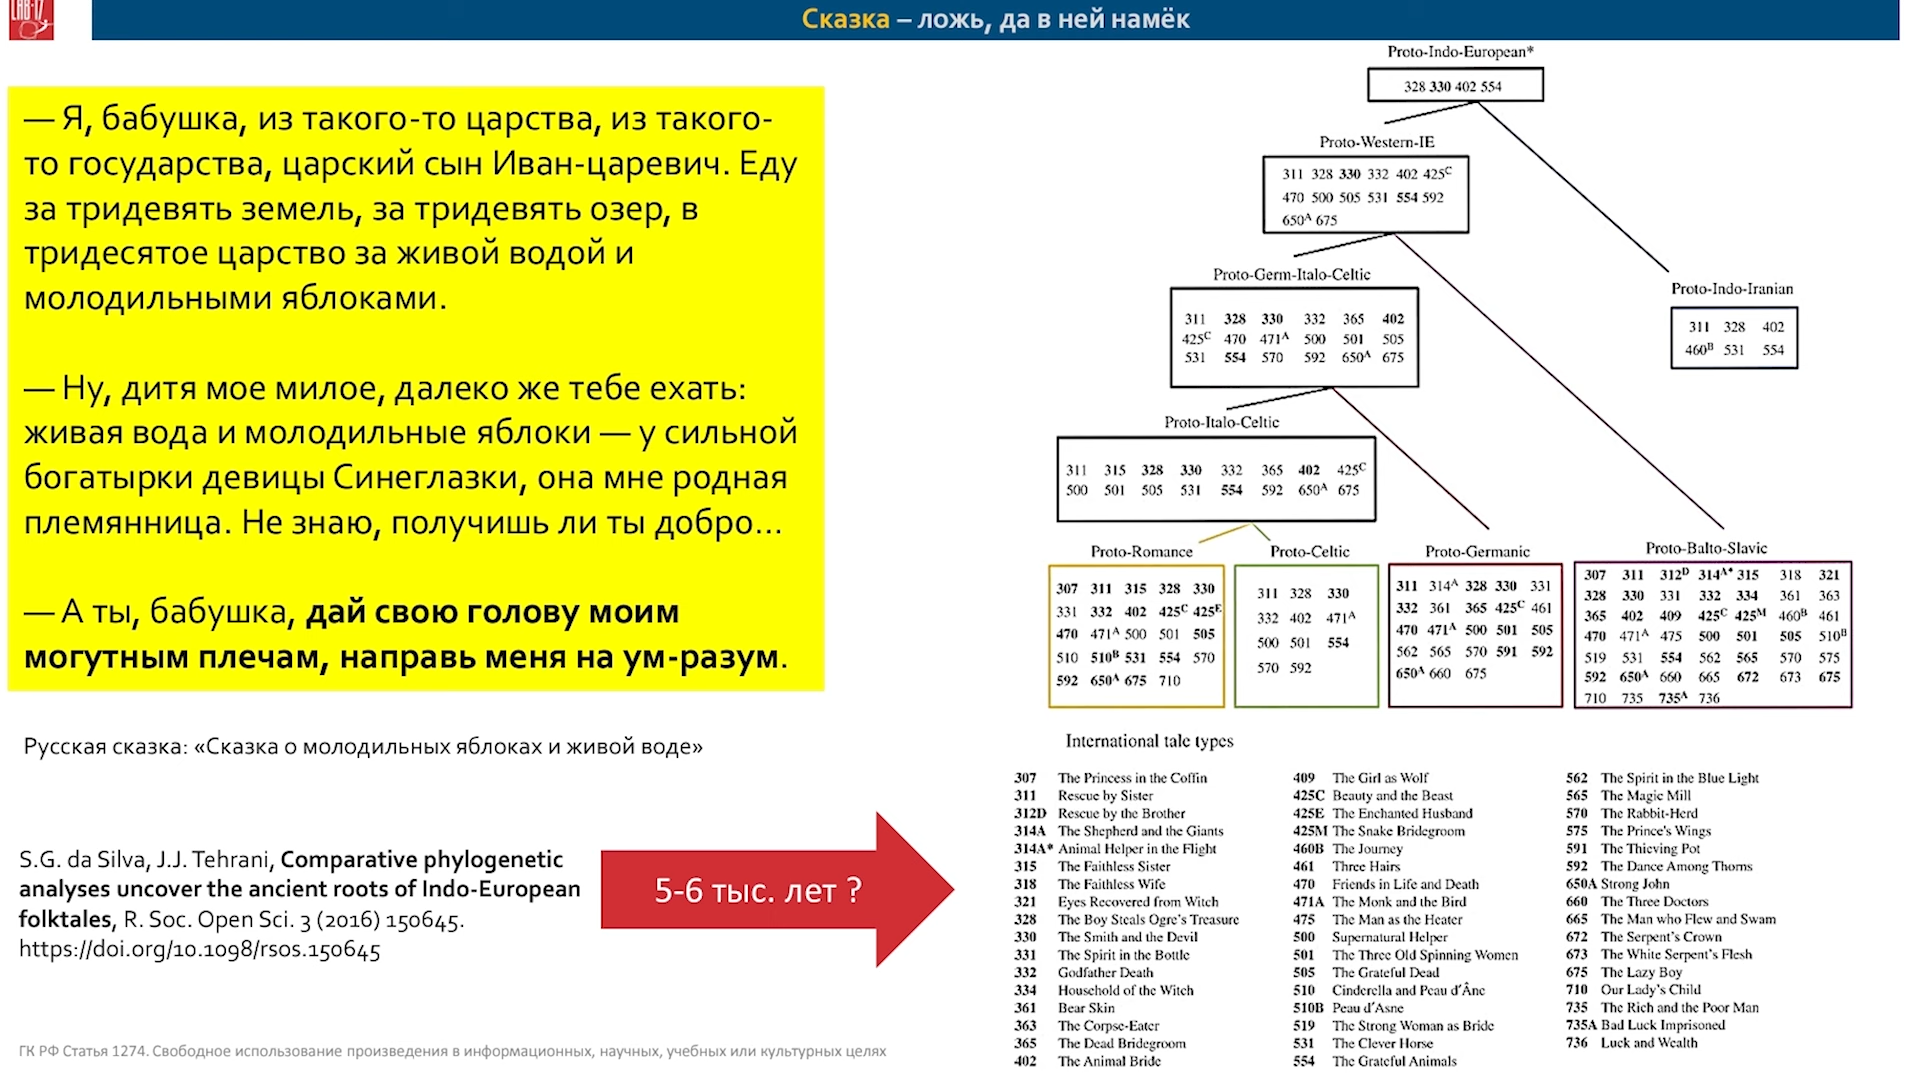 LAB-17
Сказка – ложь, да в ней намёк
— Я, бабушка, из такого-то царства, из такого-
то государства, царский сын Иван-царевич. Еду
за тридевять земель, за тридевять озер, в
тридесятое царство за живой водой и
молодильными яблоками.
— Ну, дитя мое милое, далеко же тебе ехать:
живая вода и молодильные яблоки — у сильной
богатырки девицы Синеглазки, она мне родная
племянница. Не знаю, получишь ли ты добро...
— А ты, бабушка, дай свою голову моим
могутным плечам, направь меня на ум-разум.
Русская сказка: «Сказка о молодильных яблоках и живой воде»
S.G. da Silva, J.J. Tehrani, Comparative phylogenetic
analyses uncover the ancient roots of Indo-European
folktales, R. Soc. Open Sci. 3 (2016) 150645.
https://doi.org/10.1098/rsos.150645
5-6 тыс. лет ?
ГК РФ Статья 1274. Свободное использование произведения в информационных, научных, учебных или культурных целях
Proto-Indo-European*
328 330 402 554
Proto-Western-IE
311 328 330 332 402 425C
470 500 505 531 554 592
650A 675
Proto-Indo-Iranian
311 328 402
460B 531 554
Proto-Germ-Italo-Celtic
311 328 330 332 365 402
425C 470 471A 500 501 505
531 554 570 592 650A 675
Proto-Italo-Celtic
311 315 328 330 332 365 402 425C
500 501 505 531 554 592 650A 675
Proto-Romance
307 311 315 328 330
331 332 402 425C 425E
470 471A 500 501 505
510 510B 531 554 570
592 650A 675 710
Proto-Celtic
311 328 330
332 402 471A
500 501 554
570 592
Proto-Germanic
311 314A 328 330 331
332 361 365 425C 461
470 471A 500 501 505
562 565 570 591 592
650A 660 675
Proto-Balto-Slavic
307 311 312D 314A* 315 318 321
328 330 331 332 334 361 363
365 402 409 425C 425M 460B 461
470 471A 475 500 501 505 510B
519 531 554 562 565 570 575
592 650A 660 665 672 673 675
710 735 735A 736
International tale types
307 The Princess in the Coffin
311 Rescue by Sister
312D Rescue by the Brother
314A The Shepherd and the Giants
314A* Animal Helper in the Flight
315 The Faithless Sister
318 The Faithless Wife
321 Eyes Recovered from Witch
328 The Boy Steals Ogre's Treasure
330 The Smith and the Devil
331 The Spirit in the Bottle
332 Godfather Death
334 Household of the Witch
361 Bear Skin
363 The Corpse-Eater
365 The Dead Bridegroom
402 The Animal Bride
409 The Girl as Wolf
425C Beauty and the Beast
425E The Enchanted Husband
425M The Snake Bridegroom
460B The Journey
461 Three Hairs
470 Friends in Life and Death
471A The Monk and the Bird
475 The Man as the Heater
500 Supernatural Helper
501 The Three Old Spinning Women
505 The Grateful Dead
510 Cinderella and Peau d'Âne
510B Peau d'Asne
519 The Strong Woman as Bride
531 The Clever Horse
554 The Grateful Animals
562 The Spirit in the Blue Light
565 The Magic Mill
570 The Rabbit-Herd
575 The Prince's Wings
591 The Thieving Pot
592 The Dance Among Thorns
650A Strong John
660 The Three Doctors
665 The Man who Flew and Swam
672 The Serpent's Crown
673 The White Serpent's Flesh
675 The Lazy Boy
710 Our Lady's Child
735 The Rich and the Poor Man
735A Bad Luck Imprisoned
736 Luck and Wealth